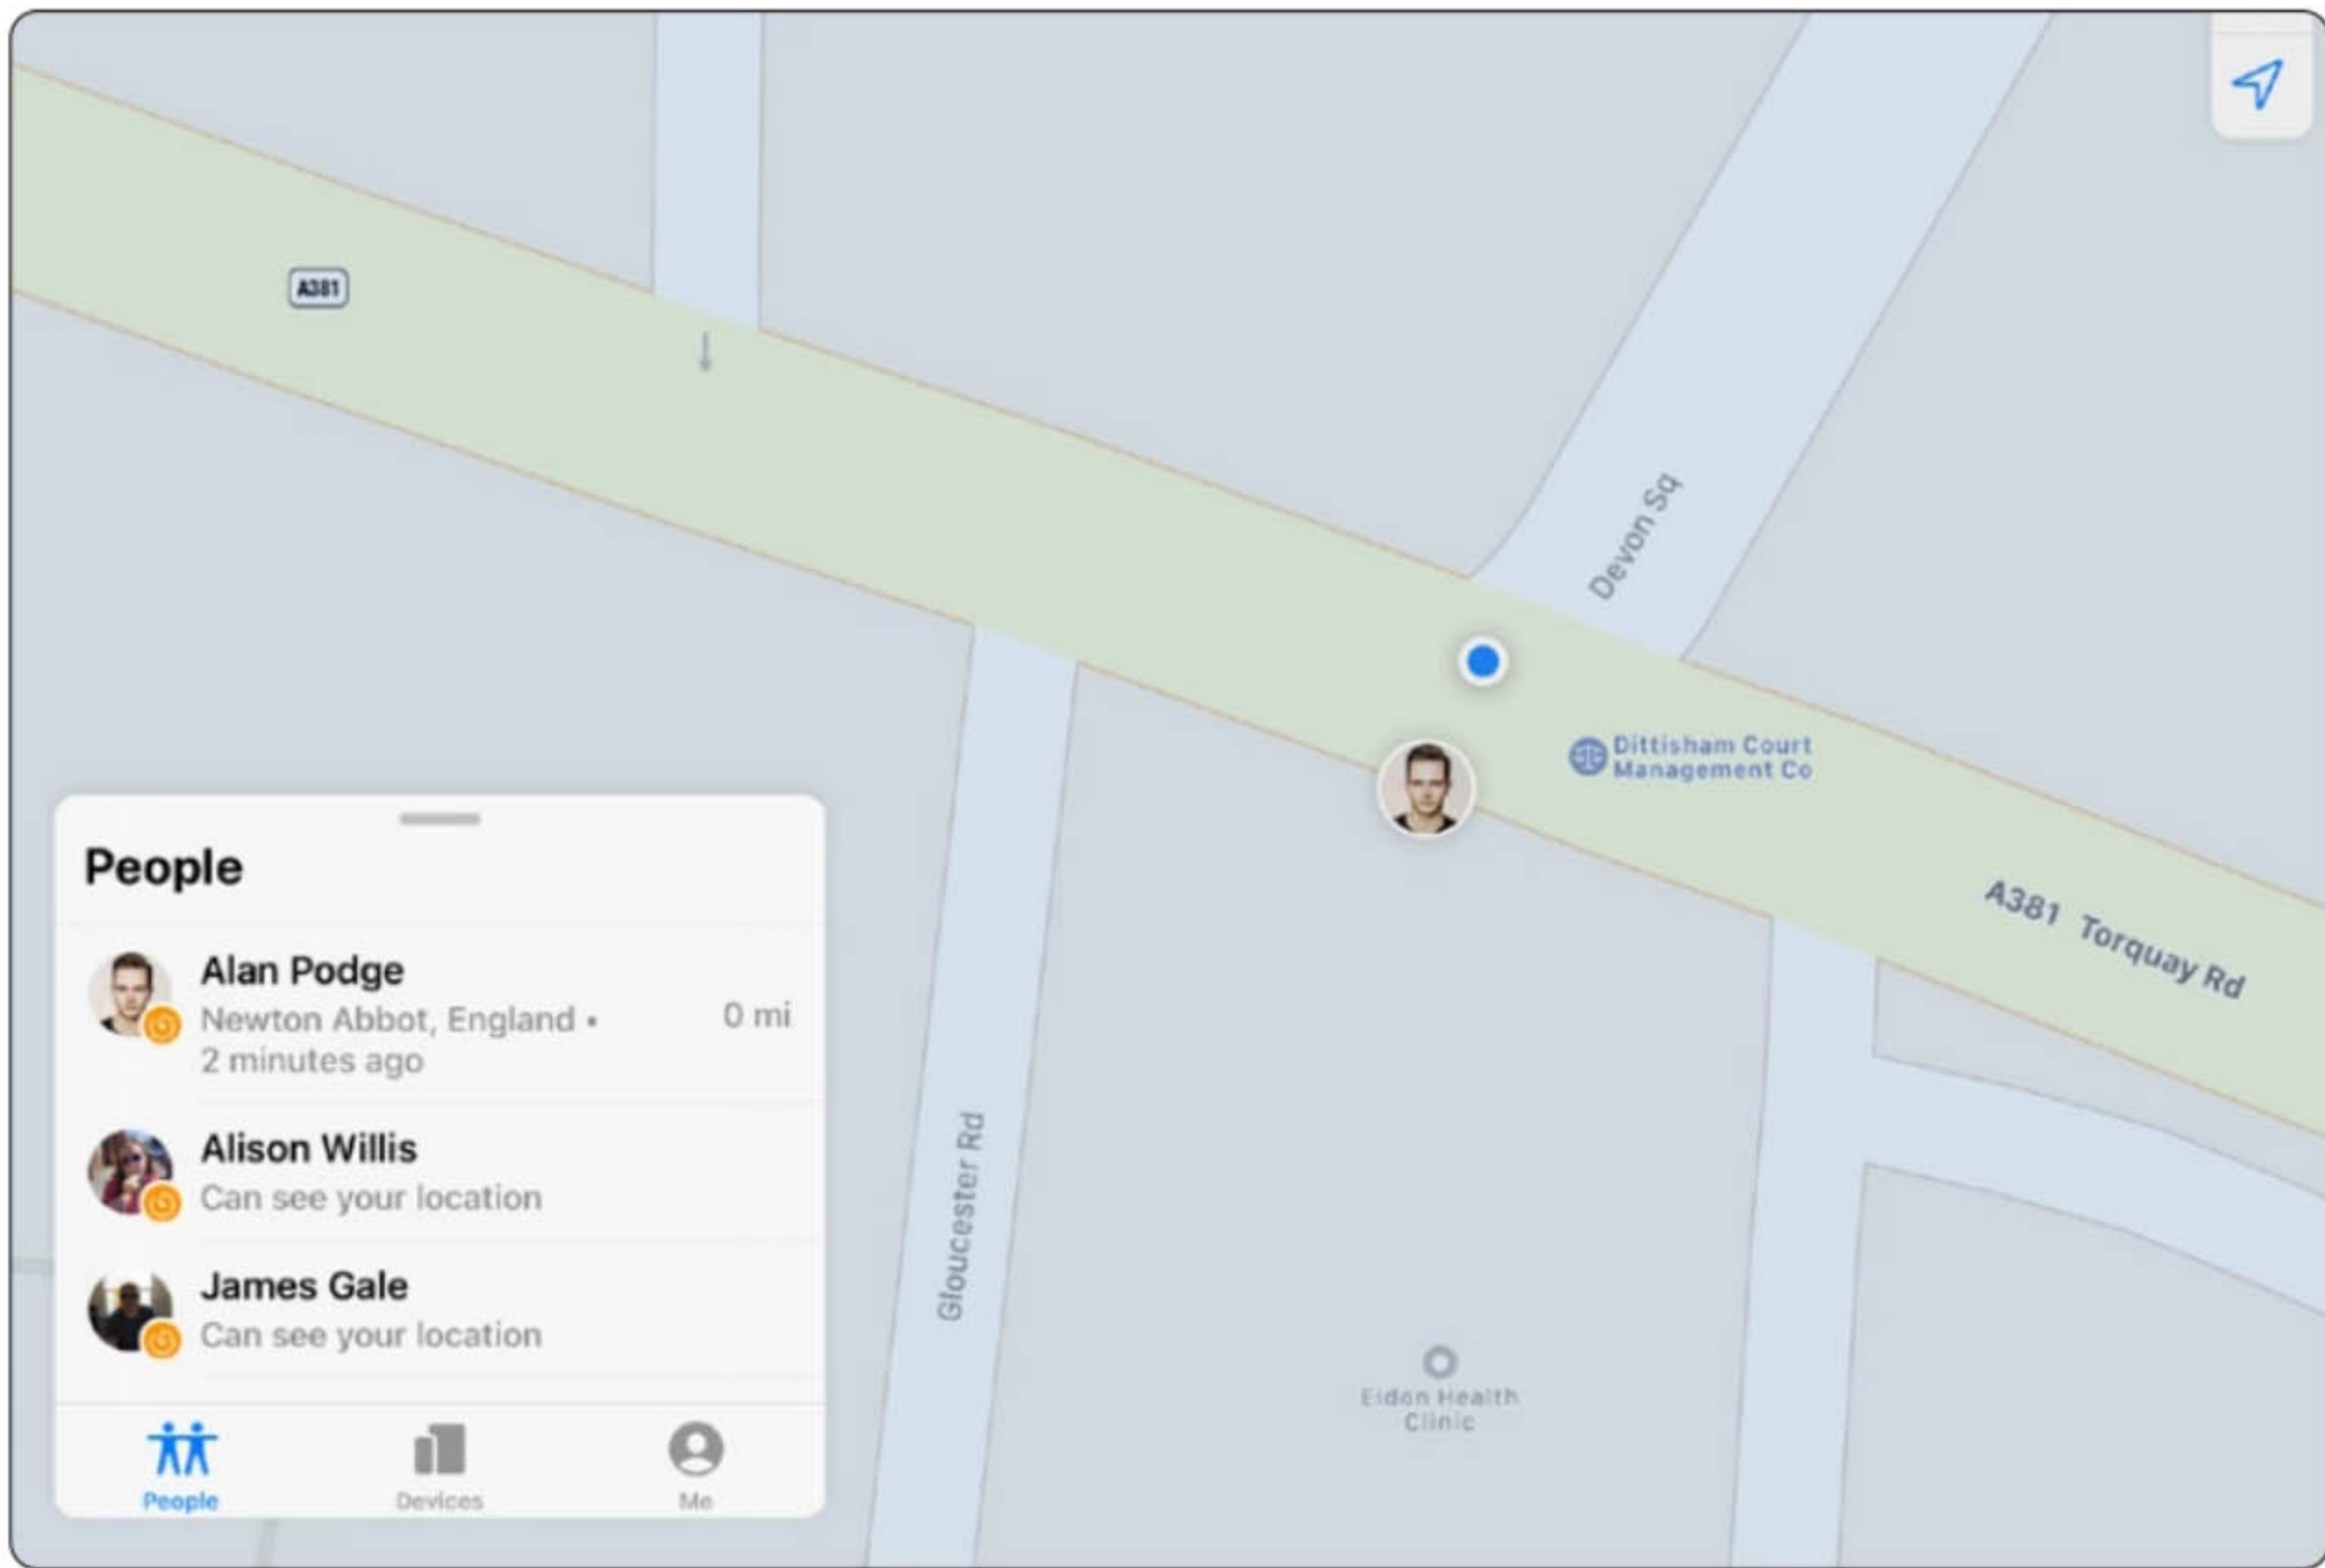 A381
Devon Sq
Dittisham Court
Management Co
A381 Torquay Rd
Gloucester Rd
Eldon Health
Clinic
People
Alan Podge
Newton Abbot, England •
2 minutes ago
0 mi
Alison Willis
Can see your location
James Gale
Can see your location
People
Devices
Me